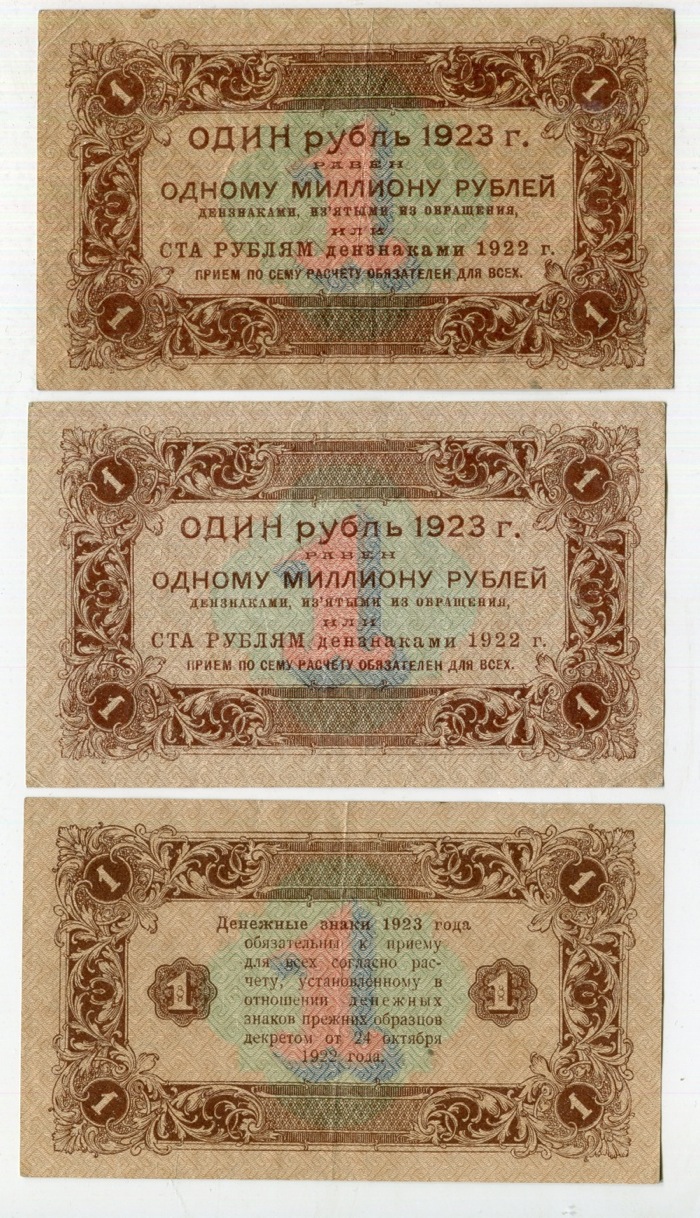 1 1
ОДИН рубль 1923 г.
РАВЕН
ОДНОМУ МИЛЛИОНУ РУБЛЕЙ
ДЕНЗНАКАМИ, ИЗ'ЯТЫМИ ИЗ ОБРАЩЕНИЯ,
ИЛИ
СТА РУБЛЯМ дензнаками 1922 г.
ПРИЕМ ПО СЕМУ РАСЧЕТУ ОБЯЗАТЕЛЕН ДЛЯ ВСЕХ.
1
1 1
1 1
ОДИН рубль 1923 г.
РАВЕН
ОДНОМУ МИЛЛИОНУ РУБЛЕЙ
ДЕНЗНАКАМИ, ИЗ'ЯТЫМИ ИЗ ОБРАЩЕНИЯ,
ИЛИ
СТА РУБЛЯМ дензнаками 1922 г.
ПРИЕМ ПО СЕМУ РАСЧЕТУ ОБЯЗАТЕЛЕН ДЛЯ ВСЕХ.
1
1 1
1 1
Денежные знаки 1923 года
обязательны к приему
для всех согласно рас-
чету, установленному в
отношении денежных
знаков прежних образцов
декретом от 24 октября
1922 года.
1 1 1
1 1